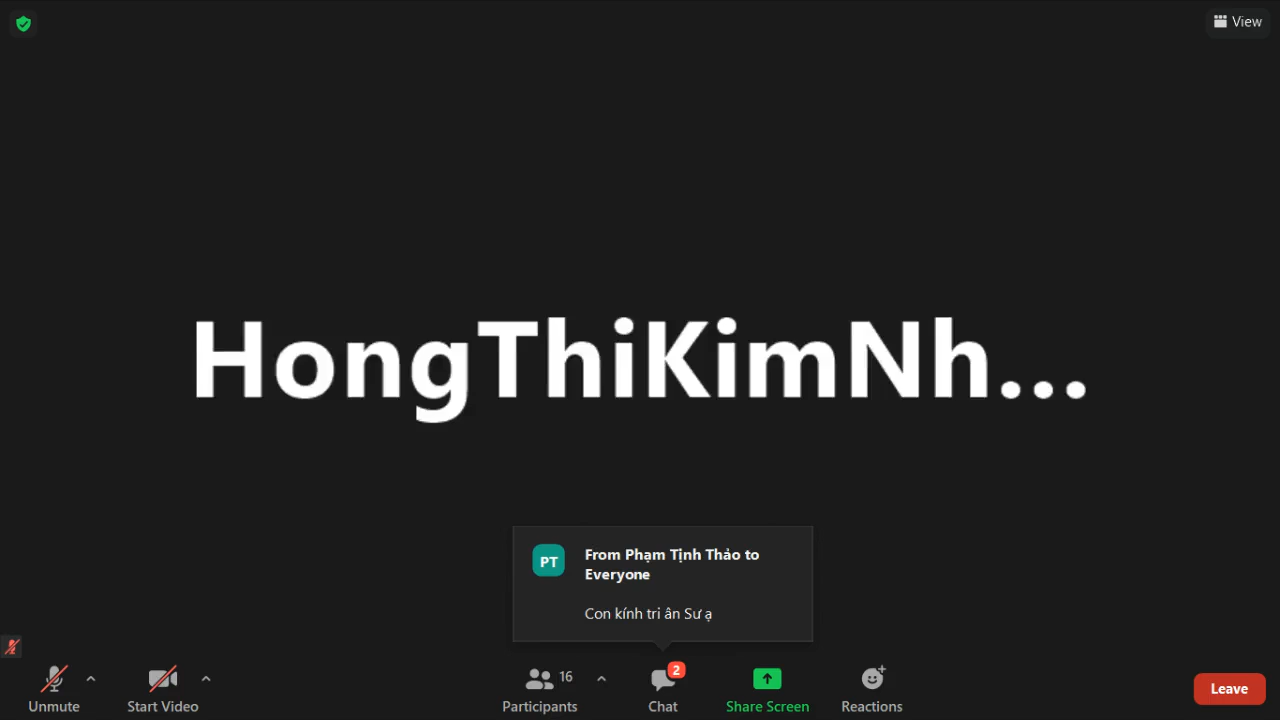 View
HongThiKimNh...
PT
From Phạm Tịnh Thảo to
Everyone
Con kính tri ân Sư ạ
16
2
Unmute
Start Video
Participants
Chat
Share Screen
Reactions
Leave